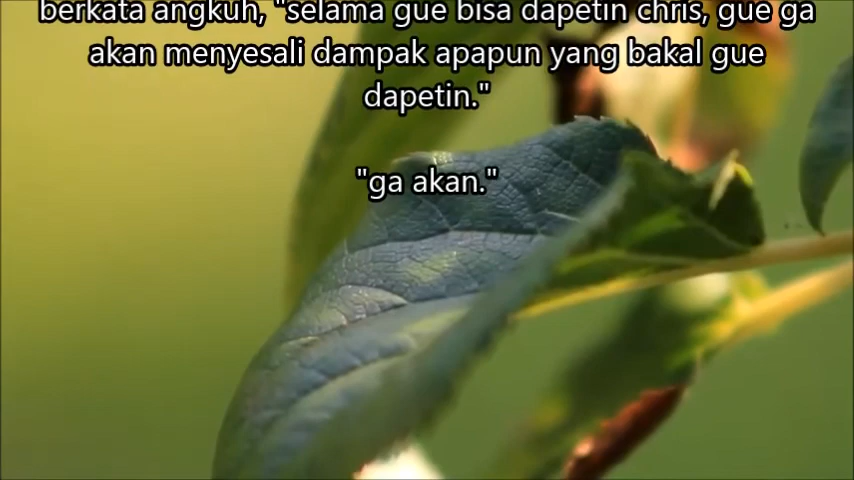 berkata angkuh, "selama gue bisa dapetin chris, gue ga
akan menyesali dampak apapun yang bakal gue
dapetin."
"ga akan."